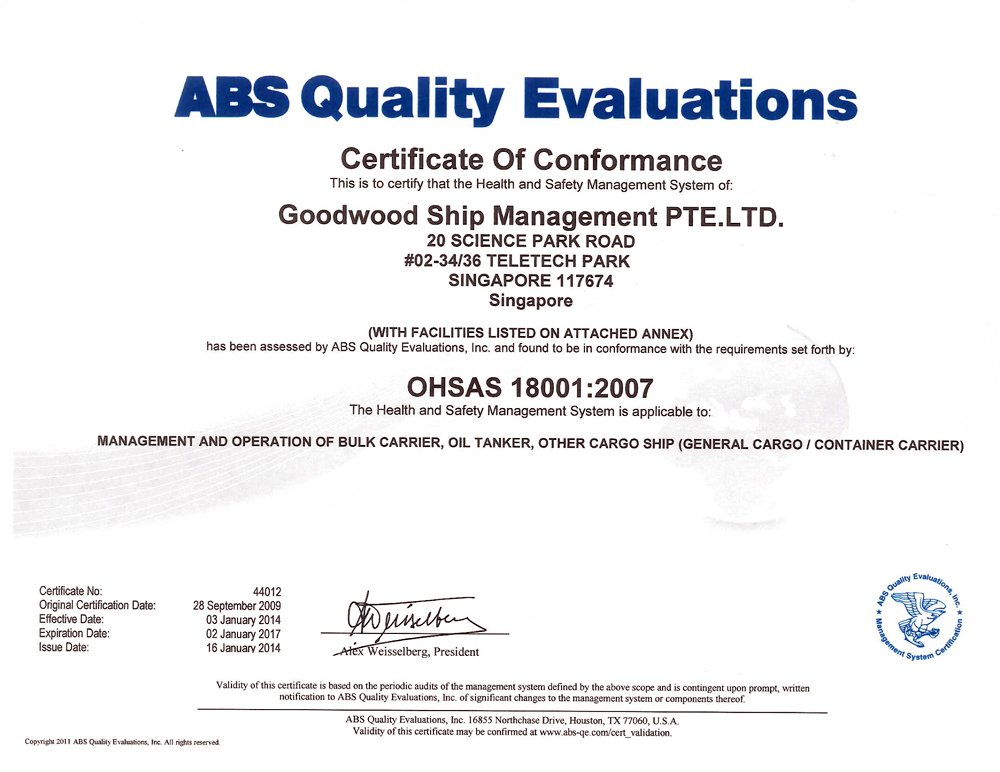 ABS Quality Evaluations
Certificate Of Conformance
This is to certify that the Health and Safety Management System of:
Goodwood Ship Management PTE.LTD.
20 SCIENCE PARK ROAD
#02-34/36 TELETECH PARK
SINGAPORE 117674
Singapore
(WITH FACILITIES LISTED ON ATTACHED ANNEX)
has been assessed by ABS Quality Evaluations, Inc. and found to be in conformance with the requirements set forth by:
OHSAS 18001:2007
The Health and Safety Management System is applicable to:
MANAGEMENT AND OPERATION OF BULK CARRIER, OIL TANKER, OTHER CARGO SHIP (GENERAL CARGO / CONTAINER CARRIER)
Certificate No: 44012
Original Certification Date: 28 September 2009
Effective Date: 03 January 2014
Expiration Date: 02 January 2017
Issue Date: 16 January 2014
AWeisselberg
Alex Weisselberg, President
ABS Quality Evaluations, Inc.
Management System Certification
Validity of this certificate is based on the periodic audits of the management system defined by the above scope and is contingent upon prompt, written
notification to ABS Quality Evaluations, Inc. of significant changes to the management system or components thereof.
ABS Quality Evaluations, Inc. 16855 Northchase Drive, Houston, TX 77060, U.S.A.
Validity of this certificate may be confirmed at www.abs-qe.com/cert_validation.
Copyright 2011 ABS Quality Evaluations, Inc. All rights reserved.